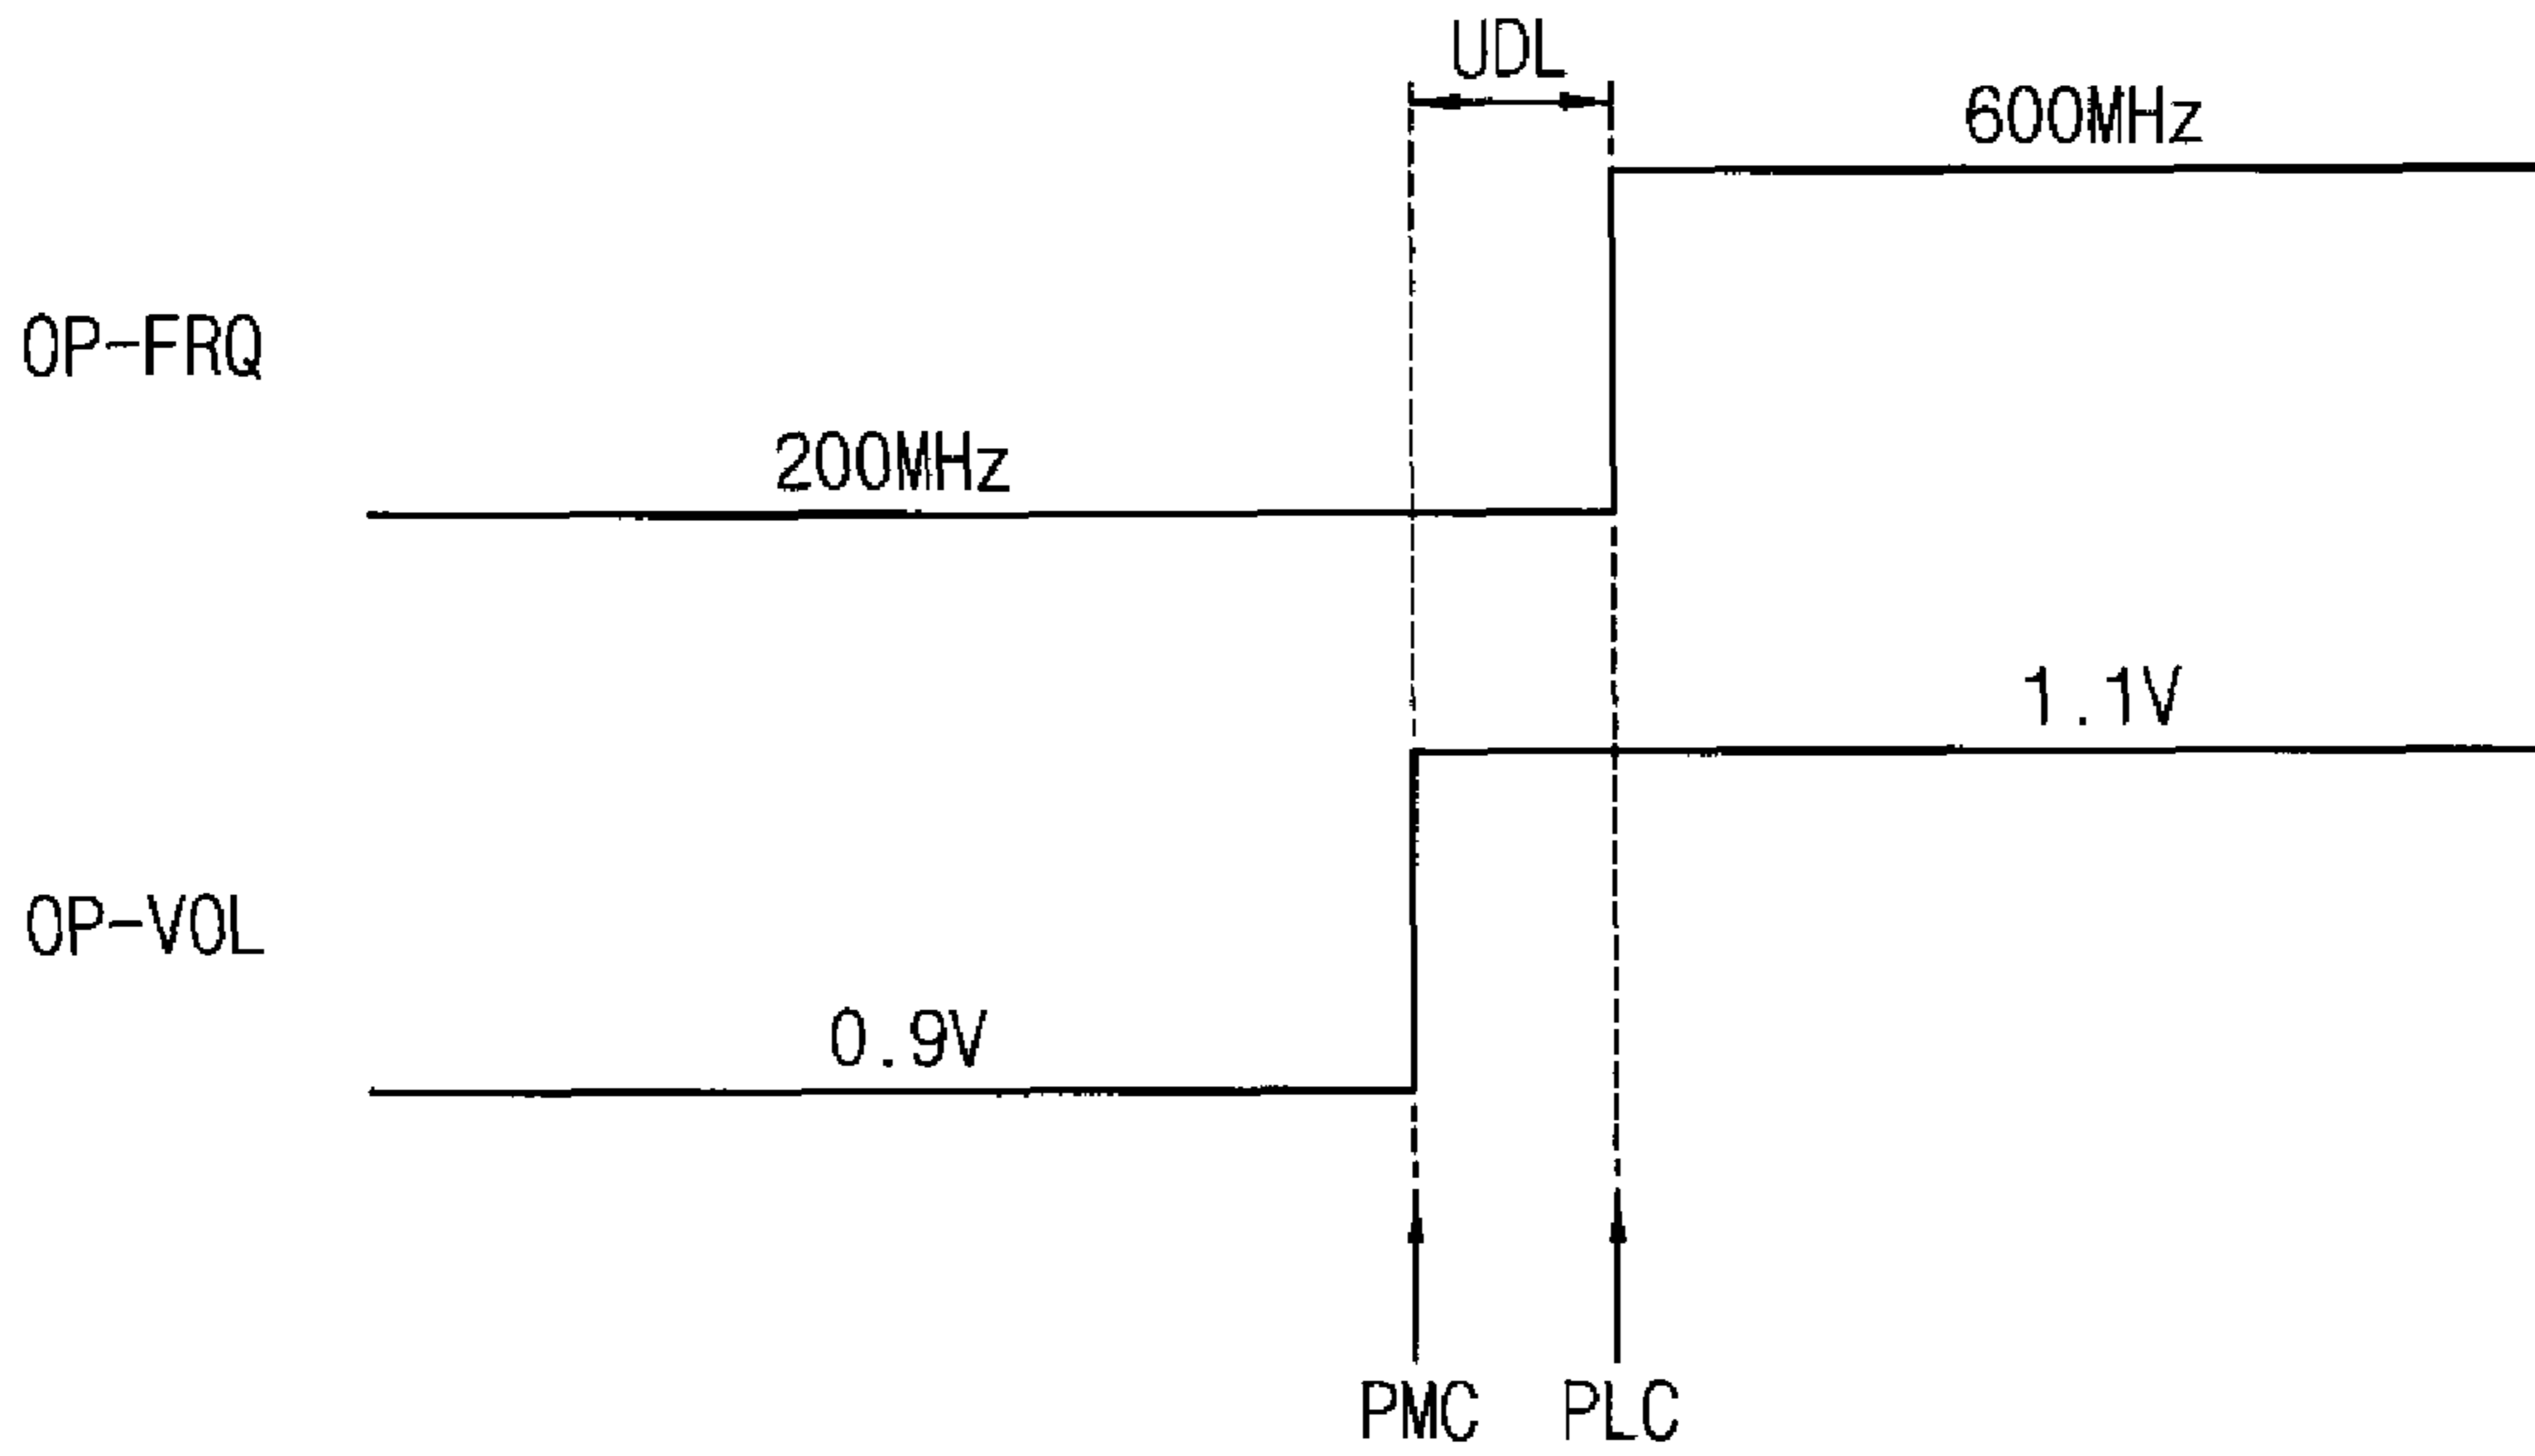 UDL
600MHz
OP-FRQ
200MHz
1.1V
OP-VOL
0.9V
PMC PLC